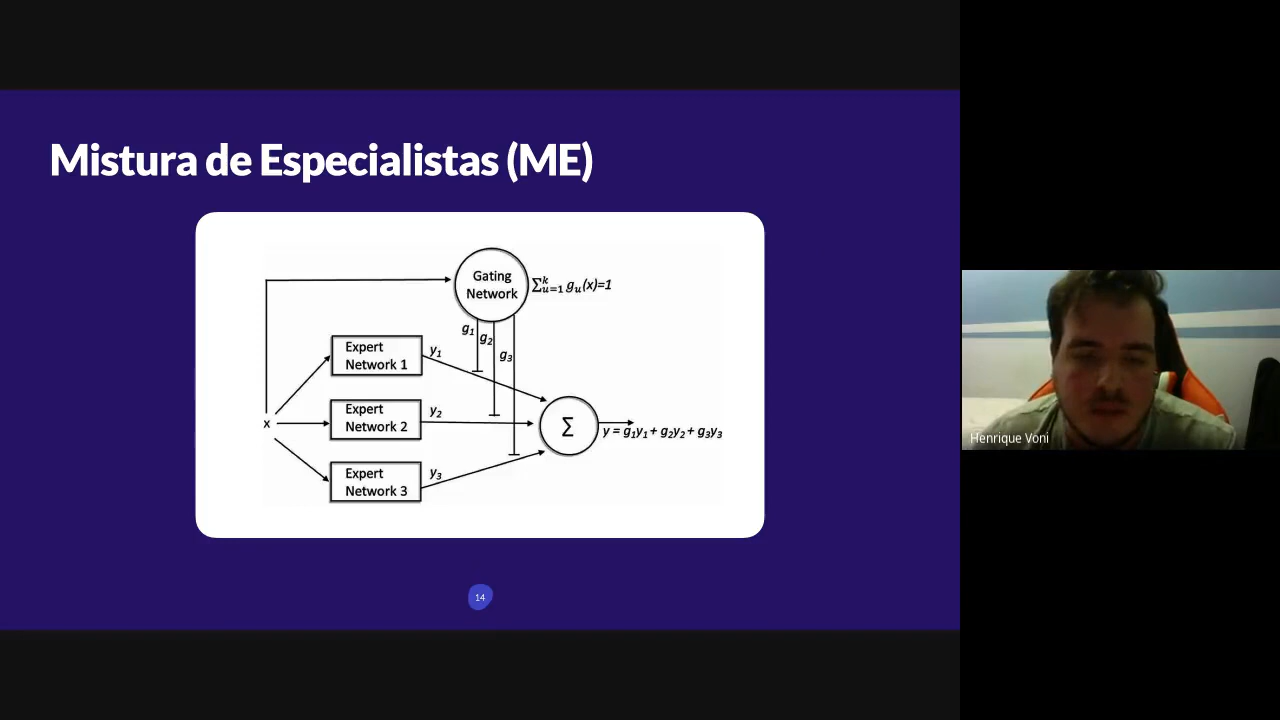 Mistura de Especialistas (ME)
Gating
Network
∑ᵏᵤ₌₁ gᵤ(x)=1
g₁
g₂
g₃
Expert
Network 1
y₁
x
Expert
Network 2
y₂
Σ
y = g₁y₁ + g₂y₂ + g₃y₃
Expert
Network 3
y₃
14
Henrique Voni